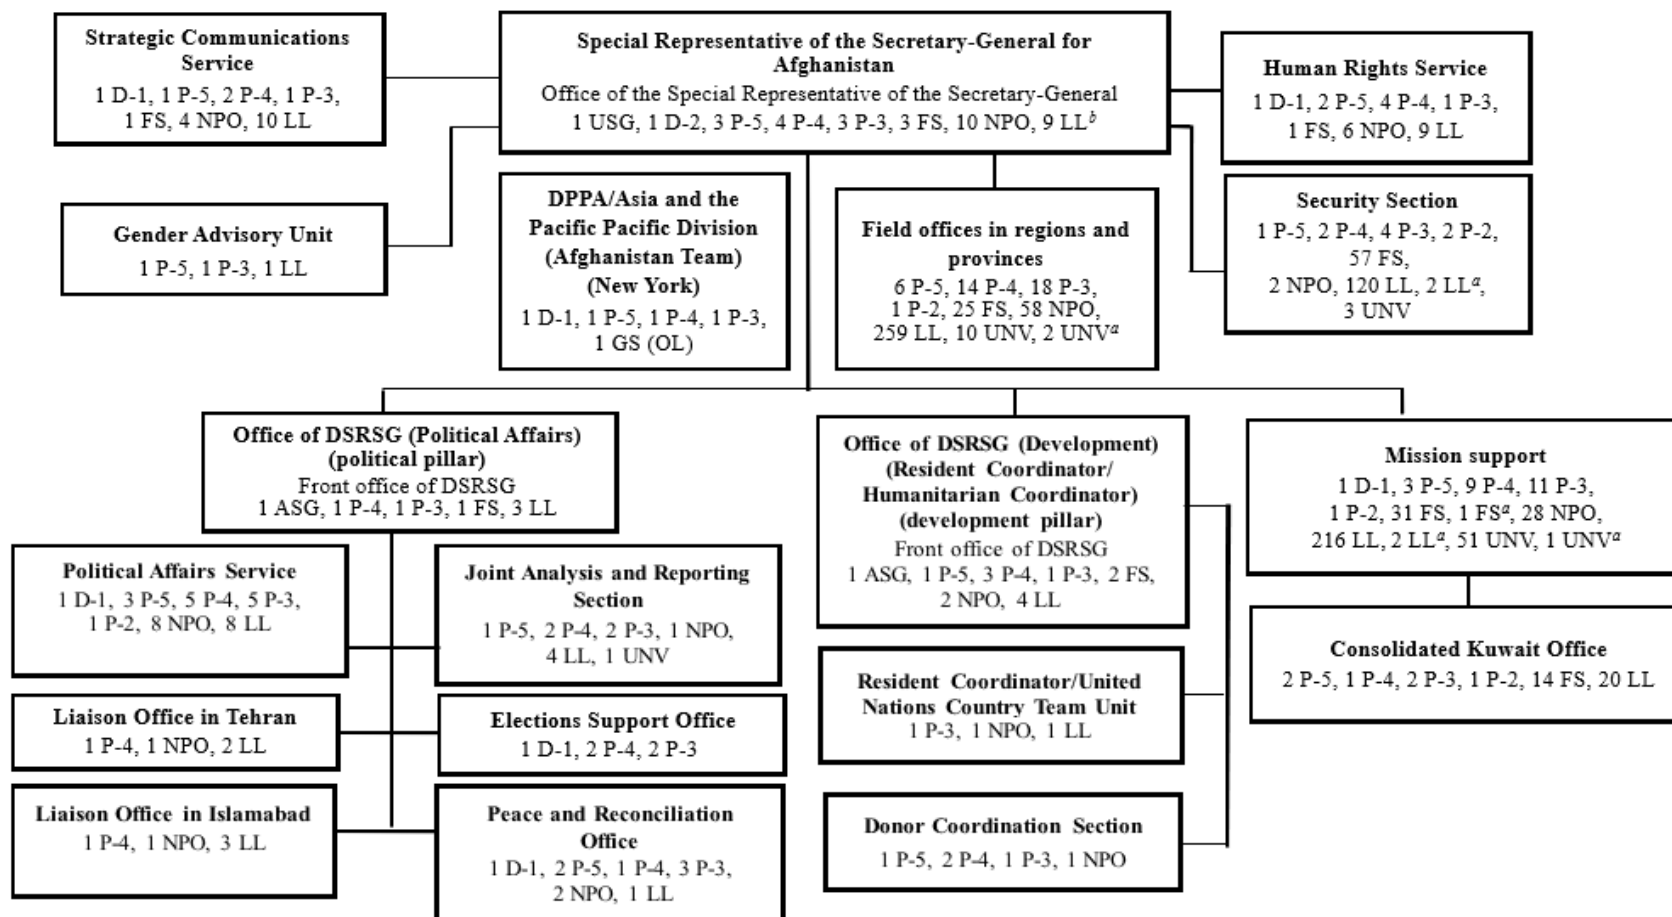 Strategic Communications
Service
1 D-1, 1 P-5, 2 P-4, 1 P-3,
1 FS, 4 NPO, 10 LL
Special Representative of the Secretary-General for
Afghanistan
Office of the Special Representative of the Secretary-General
1 USG, 1 D-2, 3 P-5, 4 P-4, 3 P-3, 3 FS, 10 NPO, 9 LLᵇ
Human Rights Service
1 D-1, 2 P-5, 4 P-4, 1 P-3,
1 FS, 6 NPO, 9 LL
Gender Advisory Unit
1 P-5, 1 P-3, 1 LL
DPPA/Asia and the
Pacific Pacific Division
(Afghanistan Team)
(New York)
1 D-1, 1 P-5, 1 P-4, 1 P-3,
1 GS (OL)
Field offices in regions and
provinces
6 P-5, 14 P-4, 18 P-3,
1 P-2, 25 FS, 58 NPO,
259 LL, 10 UNV, 2 UNVᵃ
Security Section
1 P-5, 2 P-4, 4 P-3, 2 P-2,
57 FS,
2 NPO, 120 LL, 2 LLᵃ,
3 UNV
Office of DSRSG (Political Affairs)
(political pillar)
Front office of DSRSG
1 ASG, 1 P-4, 1 P-3, 1 FS, 3 LL
Office of DSRSG (Development)
(Resident Coordinator/
Humanitarian Coordinator)
(development pillar)
Front office of DSRSG
1 ASG, 1 P-5, 3 P-4, 1 P-3, 2 FS,
2 NPO, 4 LL
Mission support
1 D-1, 3 P-5, 9 P-4, 11 P-3,
1 P-2, 31 FS, 1 FSᵃ, 28 NPO,
216 LL, 2 LLᵃ, 51 UNV, 1 UNVᵃ
Political Affairs Service
1 D-1, 3 P-5, 5 P-4, 5 P-3,
1 P-2, 8 NPO, 8 LL
Joint Analysis and Reporting
Section
1 P-5, 2 P-4, 2 P-3, 1 NPO,
4 LL, 1 UNV
Resident Coordinator/United
Nations Country Team Unit
1 P-3, 1 NPO, 1 LL
Consolidated Kuwait Office
2 P-5, 1 P-4, 2 P-3, 1 P-2, 14 FS, 20 LL
Liaison Office in Tehran
1 P-4, 1 NPO, 2 LL
Elections Support Office
1 D-1, 2 P-4, 2 P-3
Liaison Office in Islamabad
1 P-4, 1 NPO, 3 LL
Peace and Reconciliation
Office
1 D-1, 2 P-5, 1 P-4, 3 P-3,
2 NPO, 1 LL
Donor Coordination Section
1 P-5, 2 P-4, 1 P-3, 1 NPO